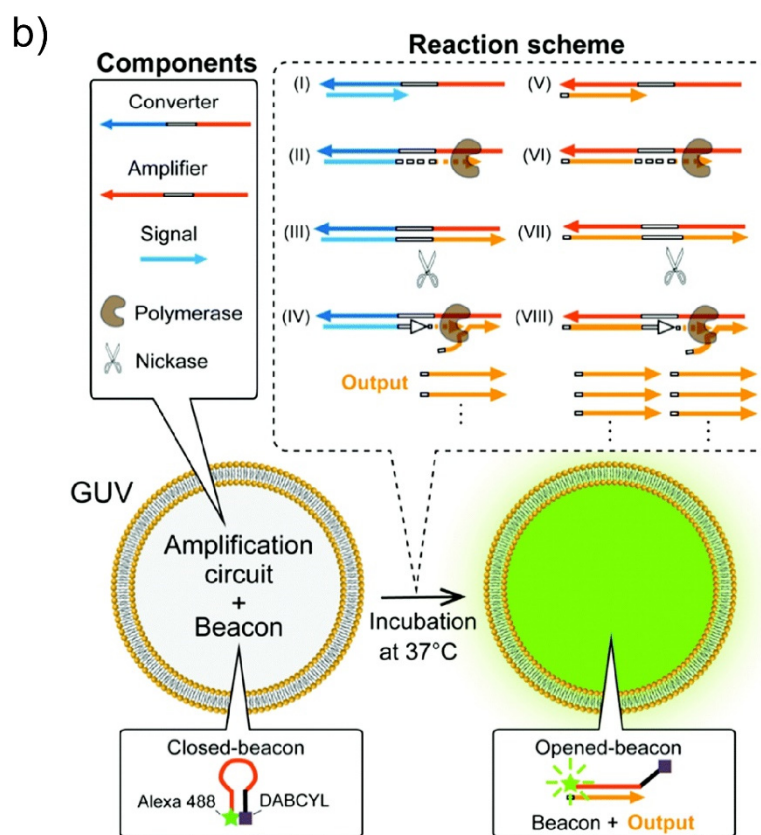 b)
Components
Converter
Amplifier
Signal
Polymerase
Nickase
Reaction scheme
(I)
(V)
(II)
(VI)
(III)
(VII)
(IV)
(VIII)
Output
GUV
Amplification
circuit
+
Beacon
Incubation
at 37°C
Closed-beacon
Alexa 488
DABCYL
Opened-beacon
Beacon + Output